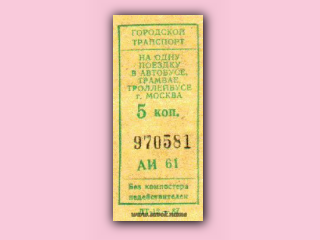 ГОРОДСКОЙ
ТРАНСПОРТ
НА ОДНУ
ПОЕЗДКУ
В АВТОБУСЕ,
ТРАМВАЕ,
ТРОЛЛЕЙБУСЕ
г. МОСКВА
5 коп.
970581
АИ 61
Без компостера
недействителен